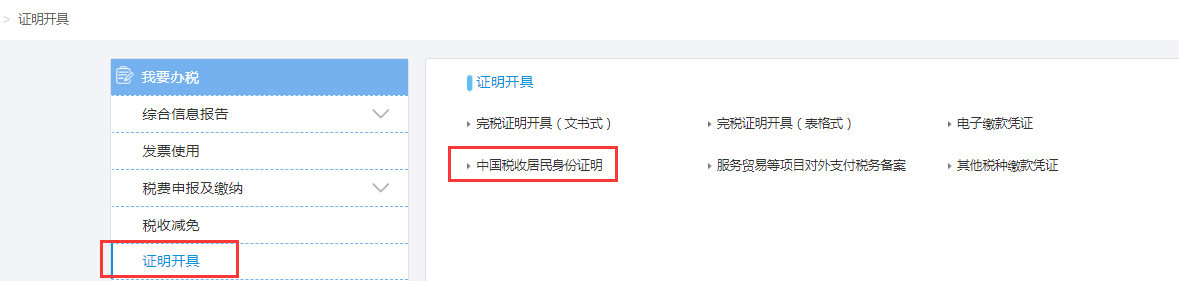 > 证明开具
我要办税
综合信息报告
发票使用
税费申报及缴纳
税收减免
证明开具
证明开具
完税证明开具（文书式）
完税证明开具（表格式）
电子缴款凭证
中国税收居民身份证明
服务贸易等项目对外支付税务备案
其他税种缴款凭证